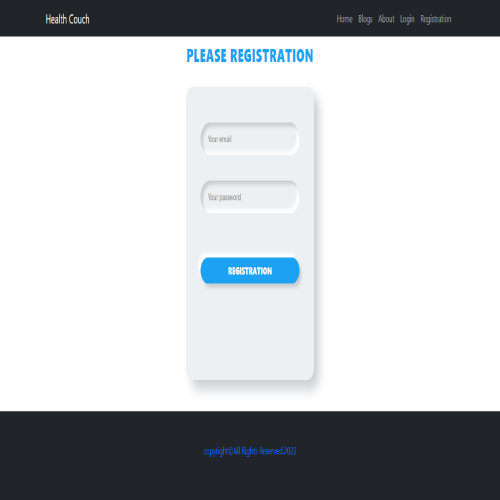 Health Couch
Home Blogs About Login Registration
PLEASE REGISTRATION
Your email
Your password
REGISTRATION
copyright©All Rights Reserved.2022